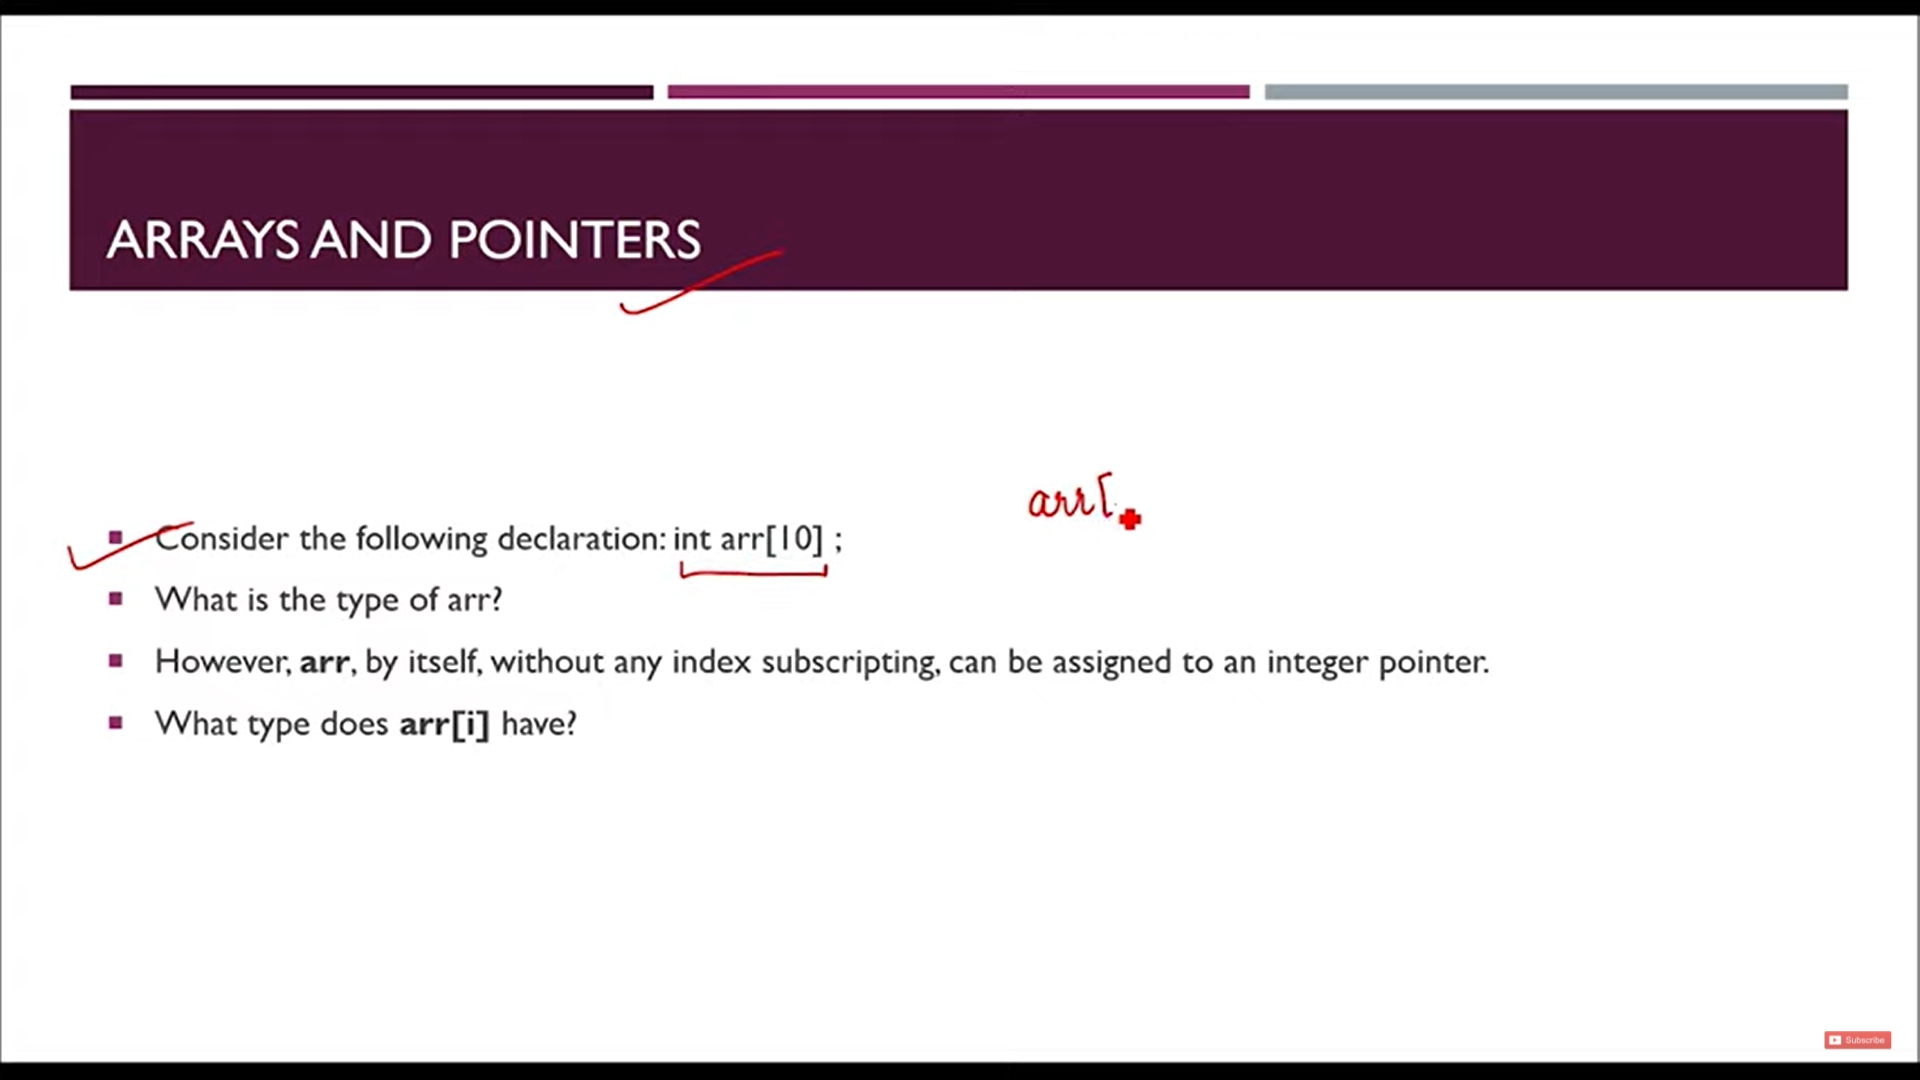 ARRAYS AND POINTERS
arr[
Consider the following declaration: int arr[10] ;
What is the type of arr?
However, arr, by itself, without any index subscripting, can be assigned to an integer pointer.
What type does arr[i] have?
Subscribe